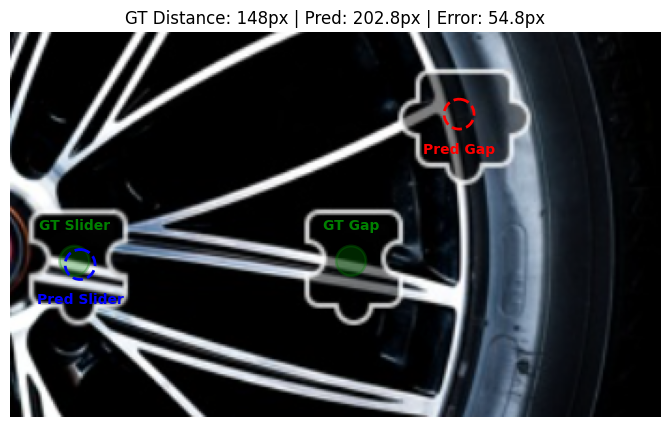 GT Distance: 148px | Pred: 202.8px | Error: 54.8px
Pred Gap
GT Slider
GT Gap
Pred Slider